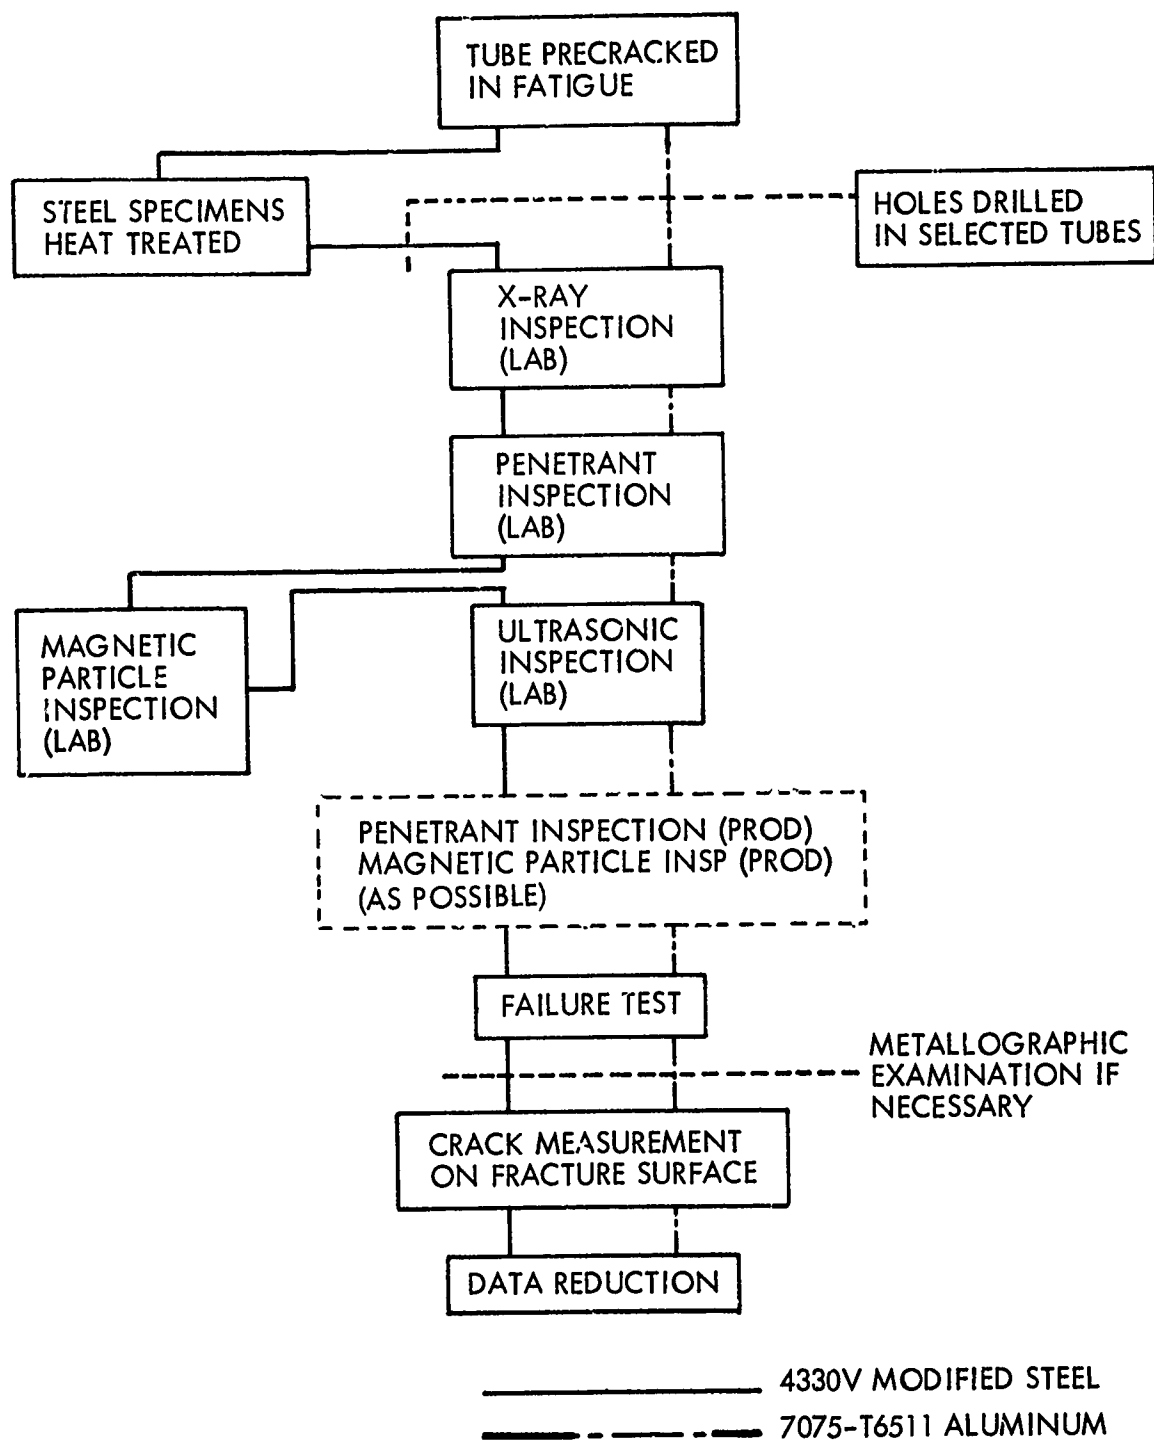 TUBE PRECRACKED
IN FATIGUE
STEEL SPECIMENS
HEAT TREATED
HOLES DRILLED
IN SELECTED TUBES
X-RAY
INSPECTION
(LAB)
PENETRANT
INSPECTION
(LAB)
MAGNETIC
PARTICLE
INSPECTION
(LAB)
ULTRASONIC
INSPECTION
(LAB)
PENETRANT INSPECTION (PROD)
MAGNETIC PARTICLE INSP (PROD)
(AS POSSIBLE)
FAILURE TEST
METALLOGRAPHIC
EXAMINATION IF
NECESSARY
CRACK MEASUREMENT
ON FRACTURE SURFACE
DATA REDUCTION
4330V MODIFIED STEEL
7075-T6511 ALUMINUM